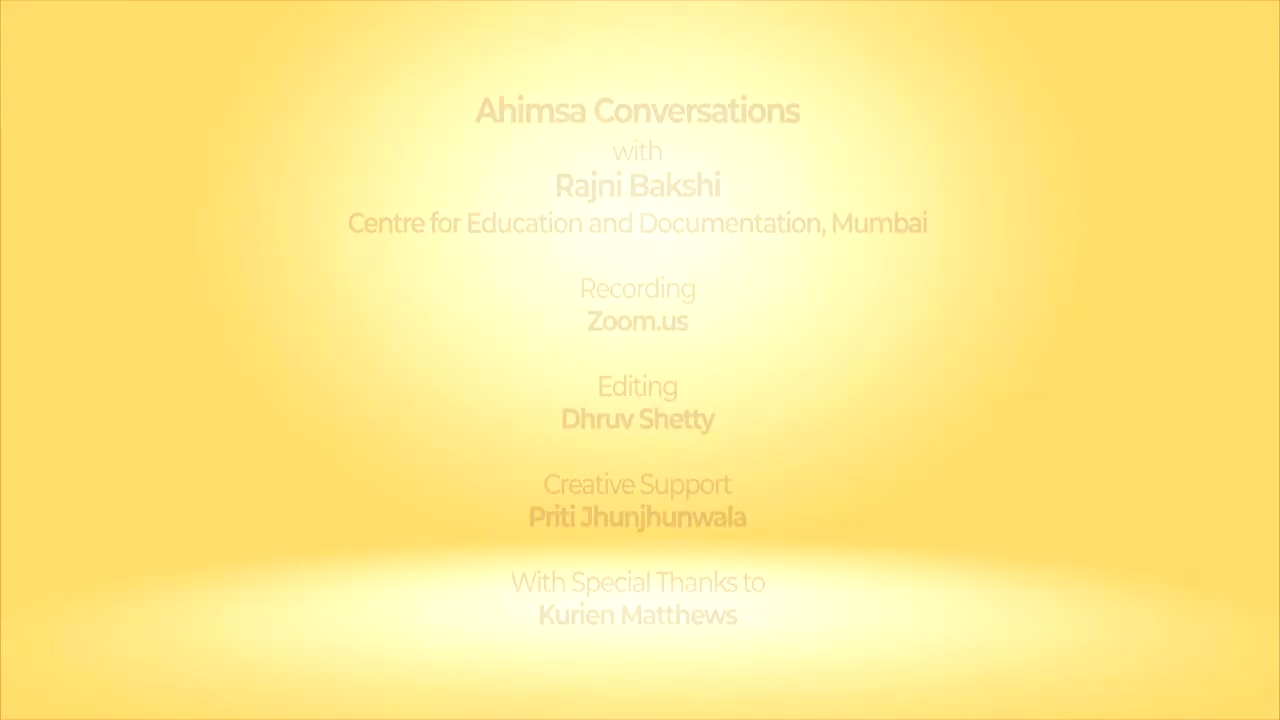 Ahimsa Conversations
with
Rajni Bakshi
Centre for Education and Documentation, Mumbai
Recording
Zoom.us
Editing
Dhruv Shetty
Creative Support
Priti Jhunjhunwala
With Special Thanks to
Kurien Matthews